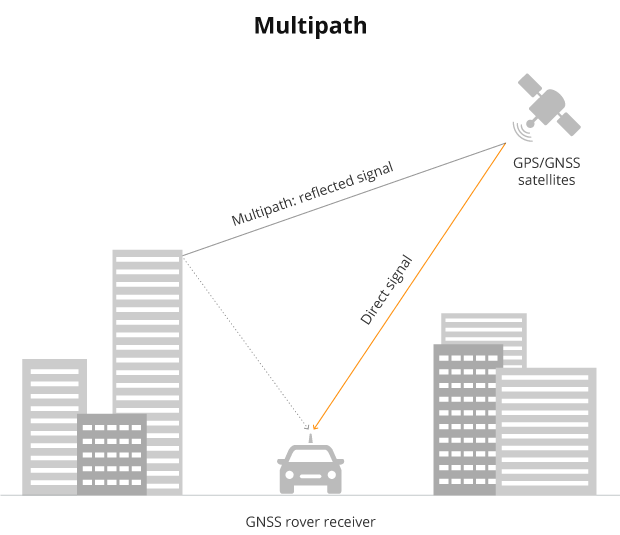 Multipath
GPS/GNSS
satellites
Multipath: reflected signal
Direct signal
GNSS rover receiver